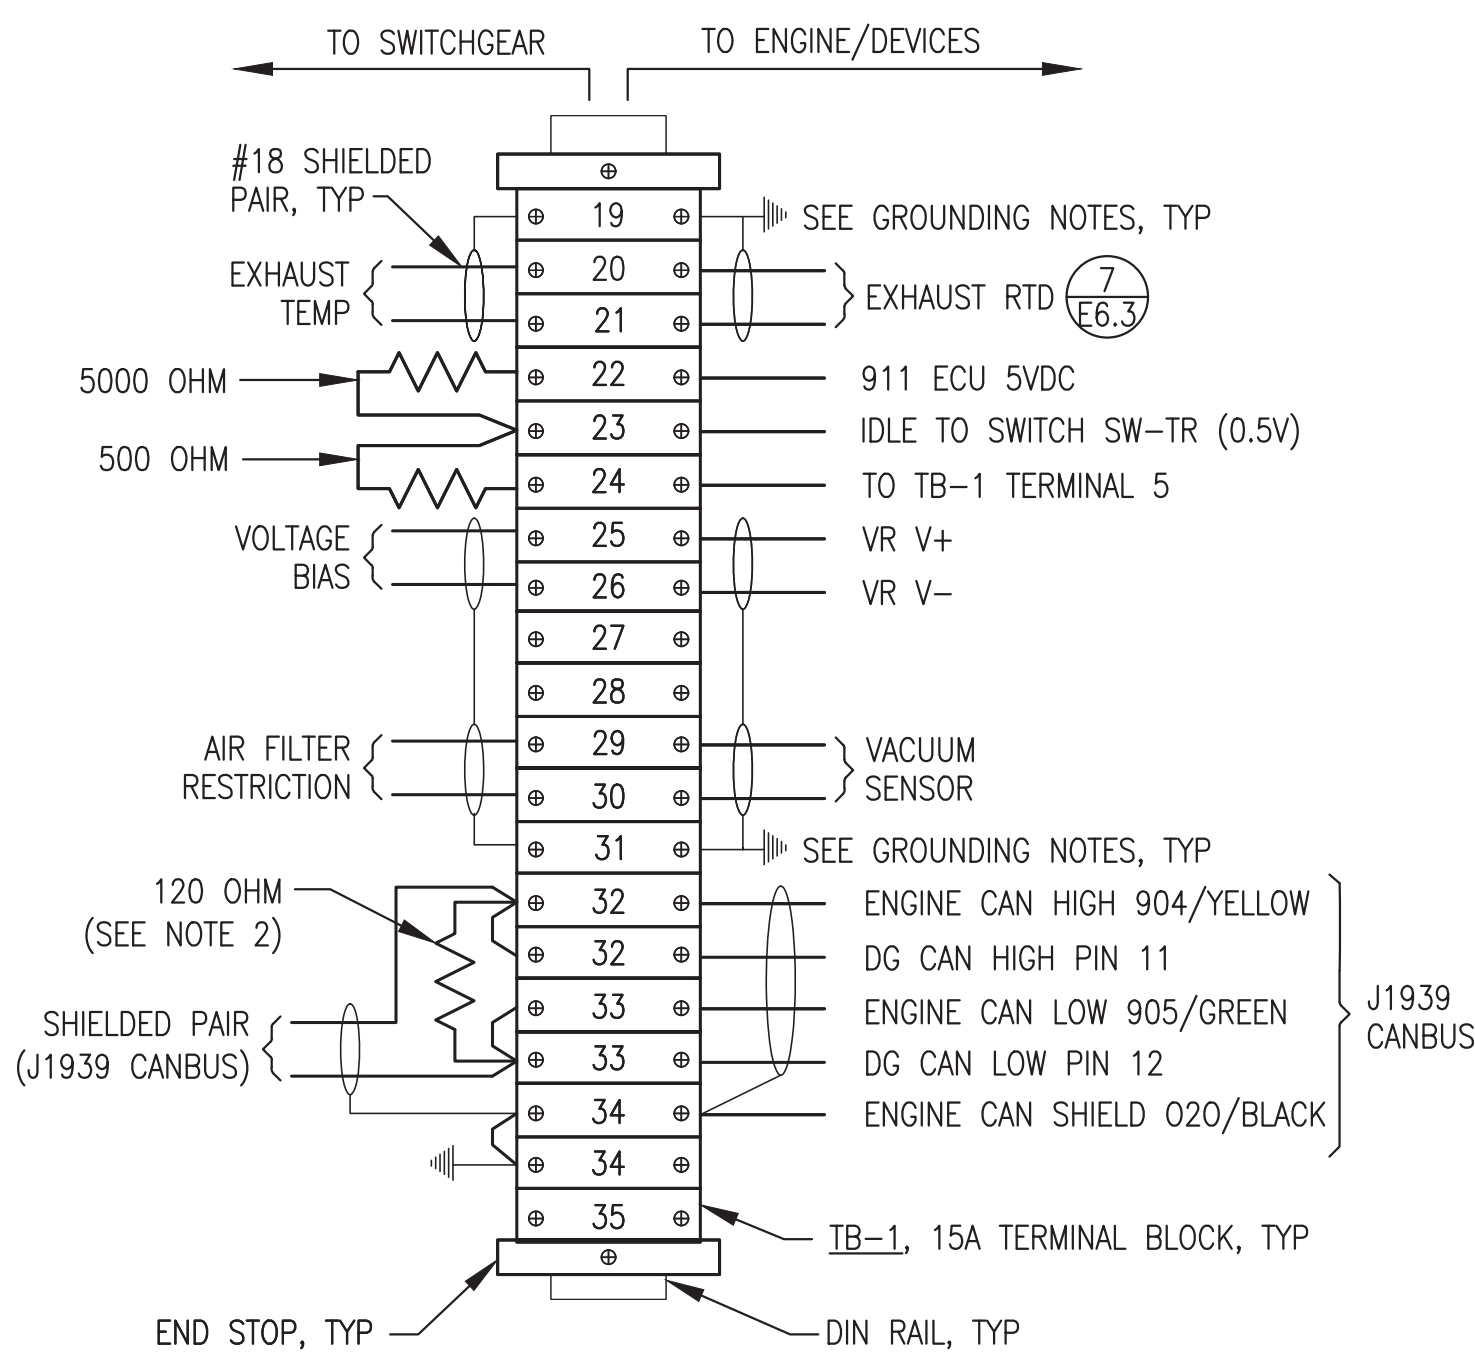 TO SWITCHGEAR
TO ENGINE/DEVICES
#18 SHIELDED
PAIR, TYP
19
SEE GROUNDING NOTES, TYP
EXHAUST
TEMP
20
21
EXHAUST RTD
7
E6.3
5000 OHM
22
911 ECU 5VDC
23
IDLE TO SWITCH SW-TR (0.5V)
500 OHM
24
TO TB-1 TERMINAL 5
VOLTAGE
BIAS
25
VR V+
26
VR V-
27
28
AIR FILTER
RESTRICTION
29
30
VACUUM
SENSOR
31
SEE GROUNDING NOTES, TYP
120 OHM
(SEE NOTE 2)
32
ENGINE CAN HIGH 904/YELLOW
32
DG CAN HIGH PIN 11
SHIELDED PAIR
(J1939 CANBUS)
33
ENGINE CAN LOW 905/GREEN
33
DG CAN LOW PIN 12
34
ENGINE CAN SHIELD 020/BLACK
J1939
CANBUS
34
35
TB-1, 15A TERMINAL BLOCK, TYP
END STOP, TYP
DIN RAIL, TYP